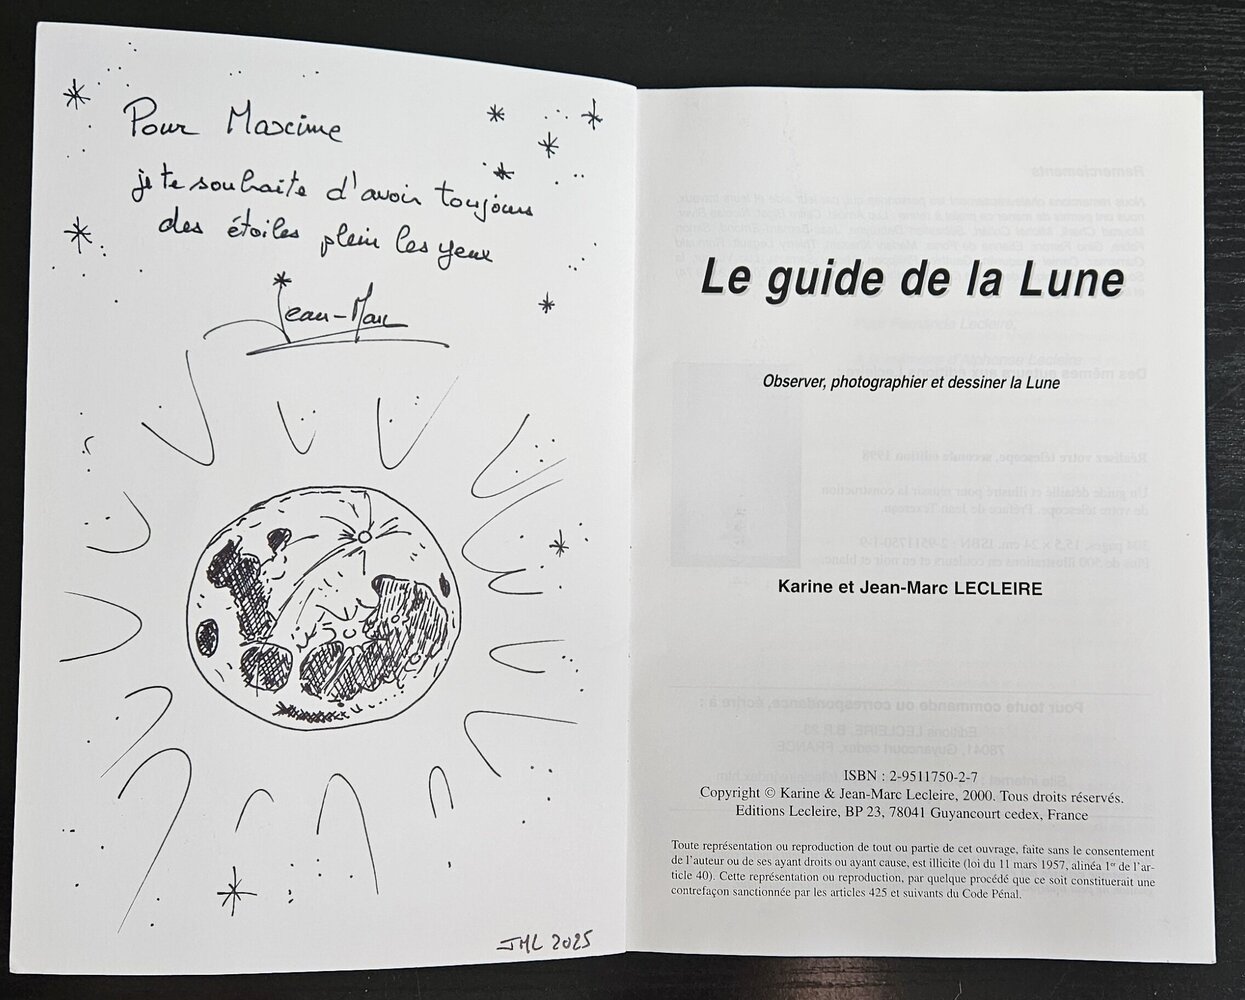 Pour Maxime
je te souhaite d'avoir toujours
des étoiles plein les yeux
Jean-Marc
JML 2025
Le guide de la Lune
Observer, photographier et dessiner la Lune
Karine et Jean-Marc LECLEIRE
ISBN : 2-9511750-2-7
Copyright © Karine & Jean-Marc Lecleire, 2000. Tous droits réservés.
Editions Lecleire, BP 23, 78041 Guyancourt cedex, France
Toute représentation ou reproduction de tout ou partie de cet ouvrage, faite sans le consentement
de l'auteur ou de ses ayant droits ou ayant cause, est illicite (loi du 11 mars 1957, alinéa 1er de l'ar-
ticle 40). Cette représentation ou reproduction, par quelque procédé que ce soit constituerait une
contrefaçon sanctionnée par les articles 425 et suivants du Code Pénal.